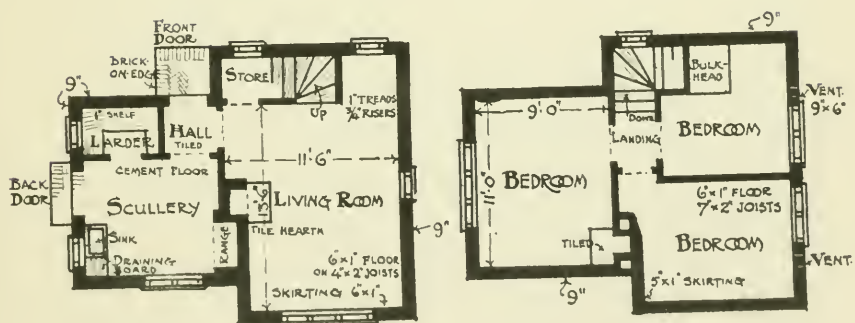 FRONT
DOOR
BRICK-
ON-EDGE
9"
9"
1" SHELF
LARDER
HALL
TILED
STORE
UP
1" TREADS
3/4" RISERS
11'-6"
CEMENT FLOOR
BACK
DOOR
SCULLERY
13'-6"
LIVING ROOM
TILE HEARTH
9"
SINK
DRAINING
BOARD
RANGE
6"×1" FLOOR
ON 4"×2" JOISTS
SKIRTING 6"×1"
9"
BULK-
HEAD
VENT.
9"×6"
9'-0"
DOWN
LANDING
BEDROOM
11'-0"
BEDROOM
6"×1" FLOOR
7"×2" JOISTS
TILED
BEDROOM
VENT.
5"×1" SKIRTING
9"